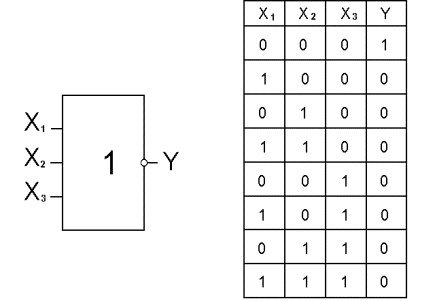 X₁
X₂
X₃
1
Y
X₁ X₂ X₃ Y
0 0 0 1
1 0 0 0
0 1 0 0
1 1 0 0
0 0 1 0
1 0 1 0
0 1 1 0
1 1 1 0